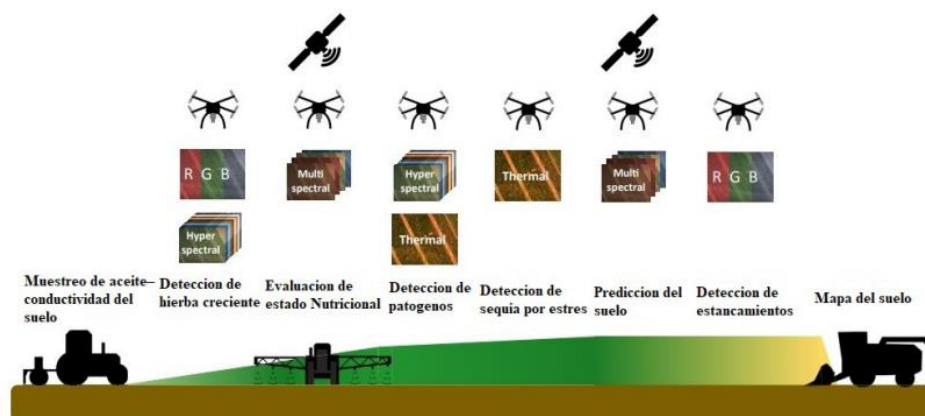 R G B
Multi
spectral
Hyper
spectral
Thermal
Multi
spectral
R G B
Hyper
spectral
Thermal
Muestreo de aceite–
conductividad del
suelo
Deteccion de
hierba creciente
Evaluacion de
estado Nutricional
Deteccion de
patogenos
Deteccion de
sequia por estres
Prediccion del
suelo
Deteccion de
estancamientos
Mapa del suelo